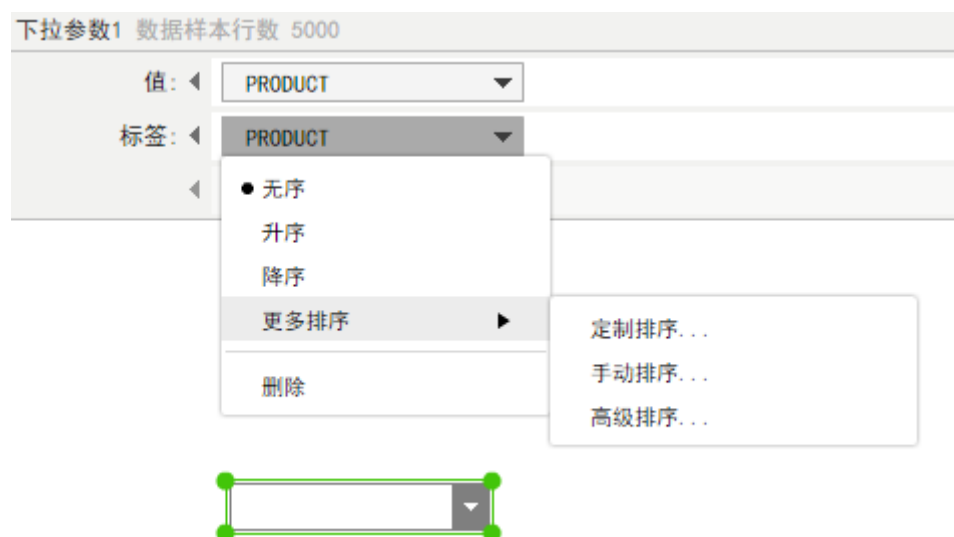 下拉参数1 数据样本行数 5000
值: PRODUCT
标签: PRODUCT
无序
升序
降序
更多排序
定制排序...
手动排序...
高级排序...
删除